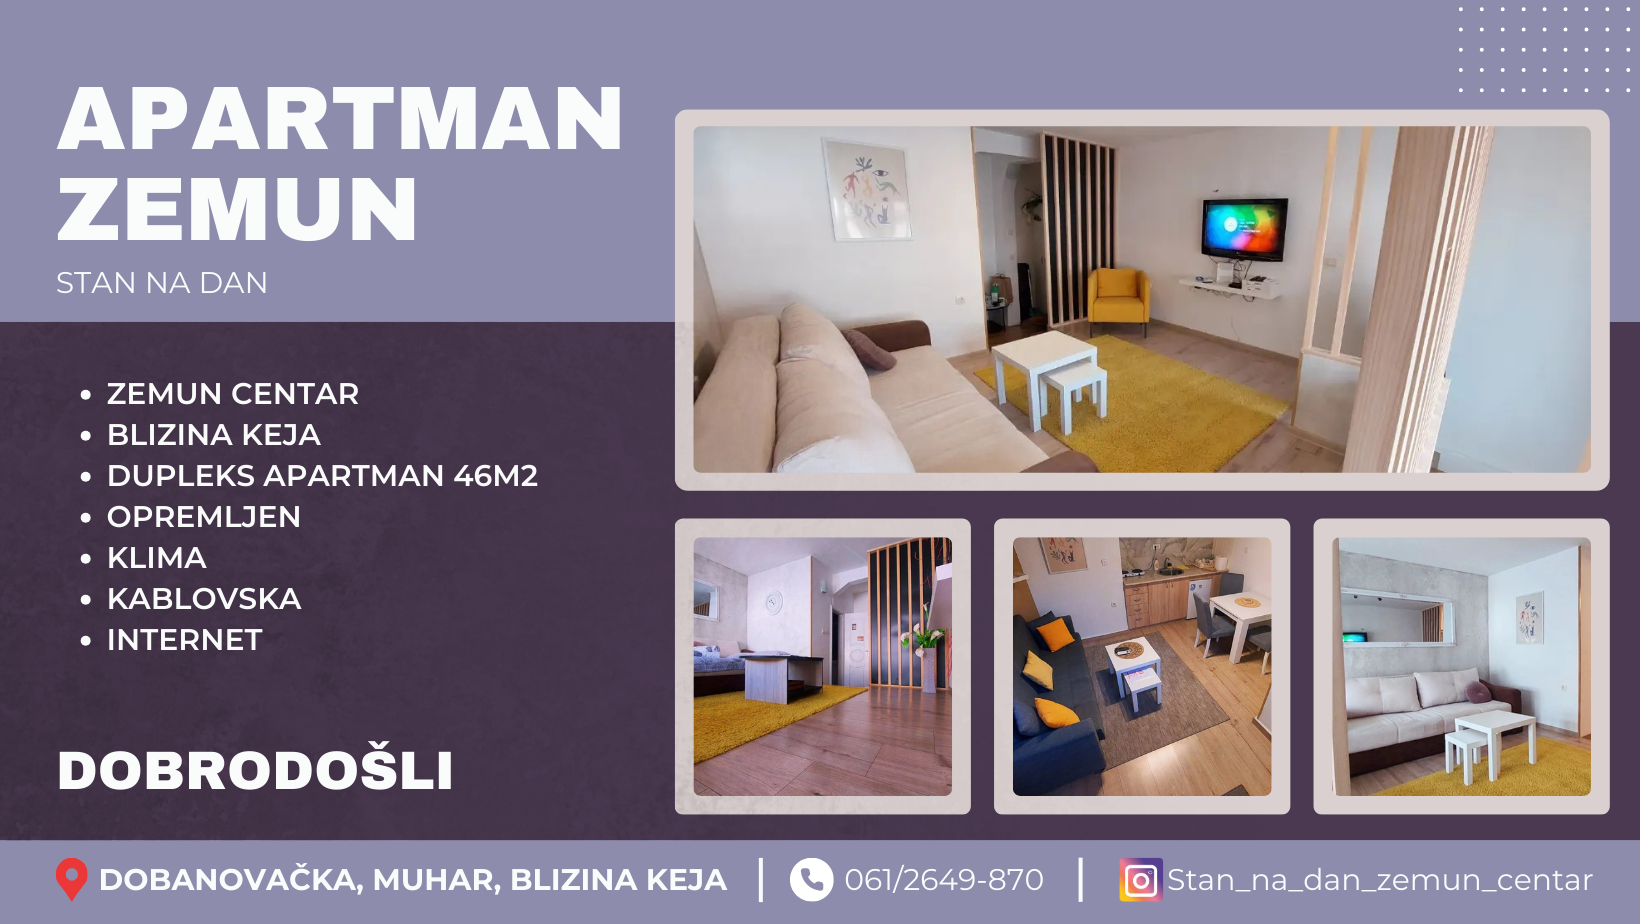 APARTMAN
ZEMUN
STAN NA DAN
ZEMUN CENTAR
BLIZINA KEJA
DUPLEKS APARTMAN 46M2
OPREMLJEN
KLIMA
KABLOVSKA
INTERNET
DOBRODOŠLI
DOBANOVAČKA, MUHAR, BLIZINA KEJA
061/2649-870
Stan_na_dan_zemun_centar